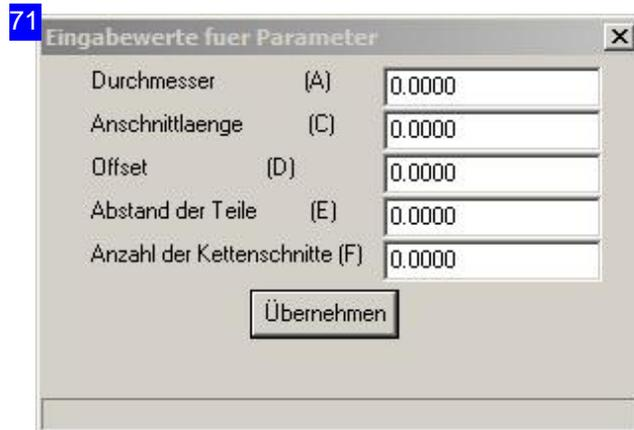 71
Eingabewerte fuer Parameter
Durchmesser (A) 0.0000
Anschnittlaenge (C) 0.0000
Offset (D) 0.0000
Abstand der Teile (E) 0.0000
Anzahl der Kettenschnitte (F) 0.0000
Übernehmen